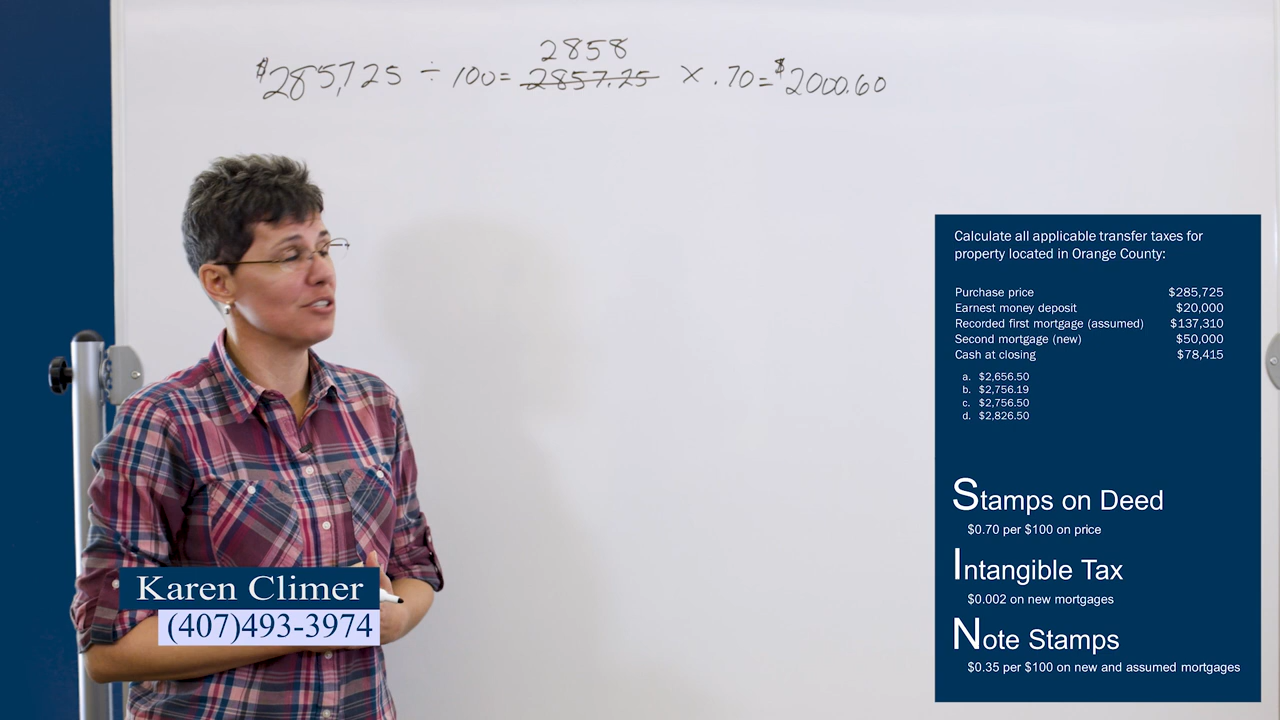 2858
$285,725 ÷ 100 = 2857.25 × .70 = $2000.60
Calculate all applicable transfer taxes for
property located in Orange County:
Purchase price $285,725
Earnest money deposit $20,000
Recorded first mortgage (assumed) $137,310
Second mortgage (new) $50,000
Cash at closing $78,415
a. $2,656.50
b. $2,756.19
c. $2,756.50
d. $2,826.50
Stamps on Deed
$0.70 per $100 on price
Intangible Tax
$0.002 on new mortgages
Note Stamps
$0.35 per $100 on new and assumed mortgages
Karen Climer
(407)493-3974